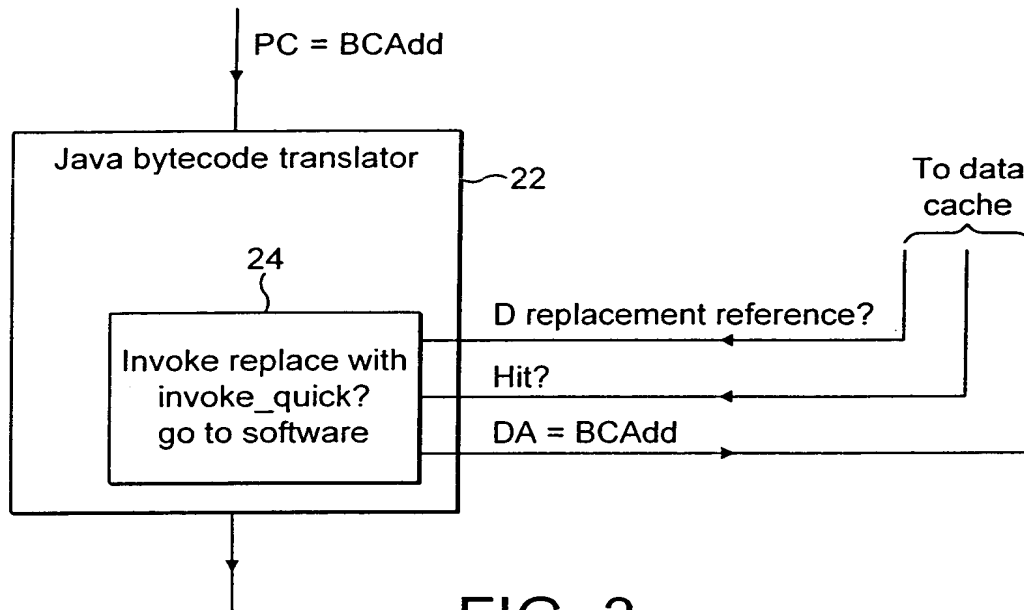 PC = BCAdd
Java bytecode translator
22
To data
cache
24
D replacement reference?
Invoke replace with
invoke_quick?
go to software
Hit?
DA = BCAdd
FIG.